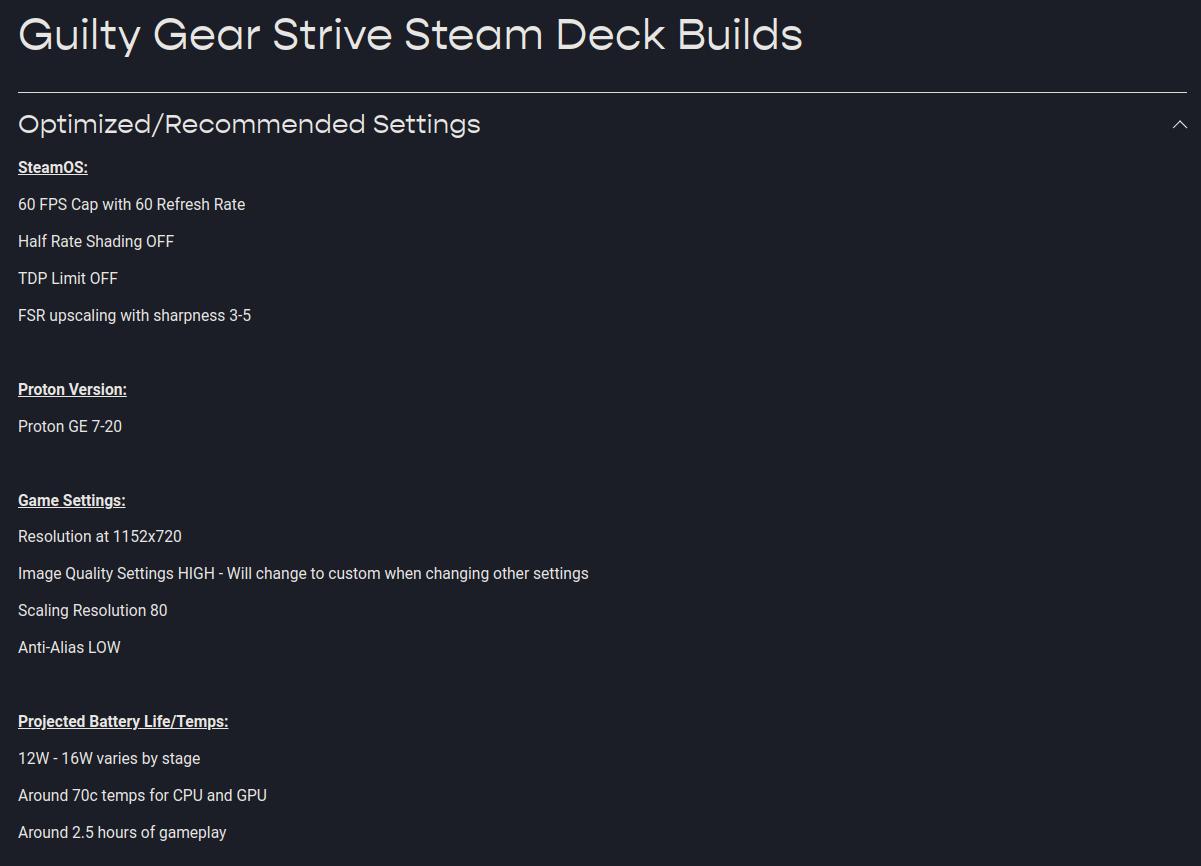 Guilty Gear Strive Steam Deck Builds
Optimized/Recommended Settings
SteamOS:
60 FPS Cap with 60 Refresh Rate
Half Rate Shading OFF
TDP Limit OFF
FSR upscaling with sharpness 3-5
Proton Version:
Proton GE 7-20
Game Settings:
Resolution at 1152x720
Image Quality Settings HIGH - Will change to custom when changing other settings
Scaling Resolution 80
Anti-Alias LOW
Projected Battery Life/Temps:
12W - 16W varies by stage
Around 70c temps for CPU and GPU
Around 2.5 hours of gameplay